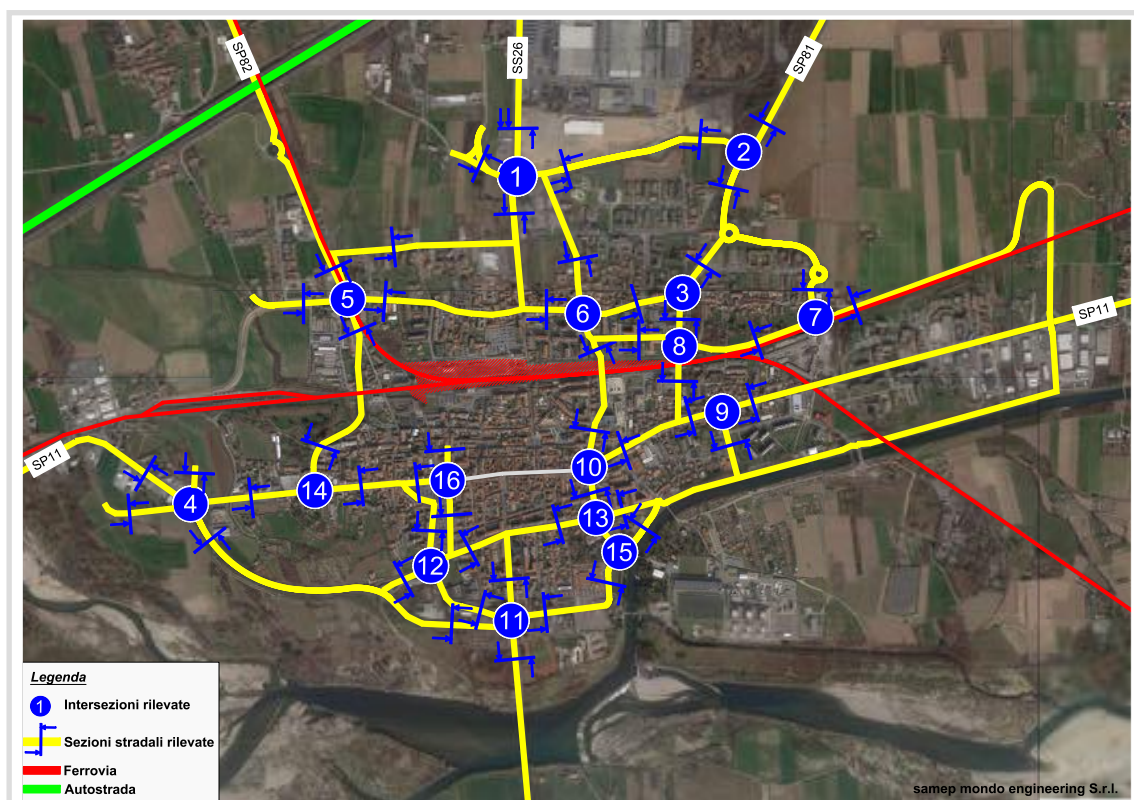 SP82
SS26
SP81
2
1
5
3
6
7
SP11
8
9
SP11
10
16
14
4
13
15
12
11
Legenda
1 Intersezioni rilevate
Sezioni stradali rilevate
Ferrovia
Autostrada
samep mondo engineering S.r.l.